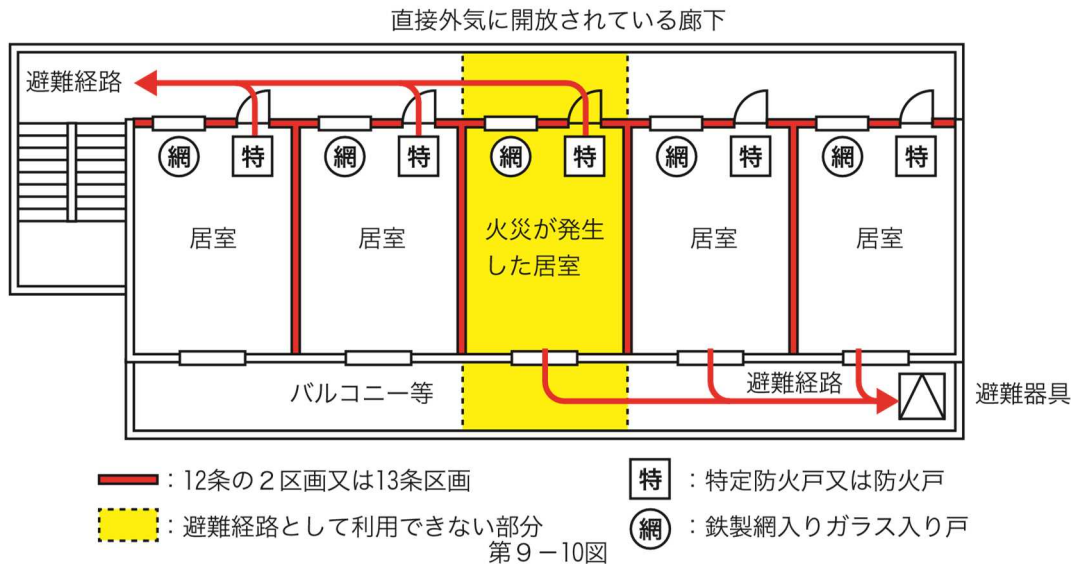 直接外気に開放されている廊下
避難経路
網 特 網 特 網 特 網 特 網 特
居室
居室
火災が発生
した居室
居室
居室
バルコニー等
避難経路
避難器具
：12条の２区画又は13条区画
特 ：特定防火戸又は防火戸
：避難経路として利用できない部分
網 ：鉄製網入りガラス入り戸
第９－10図